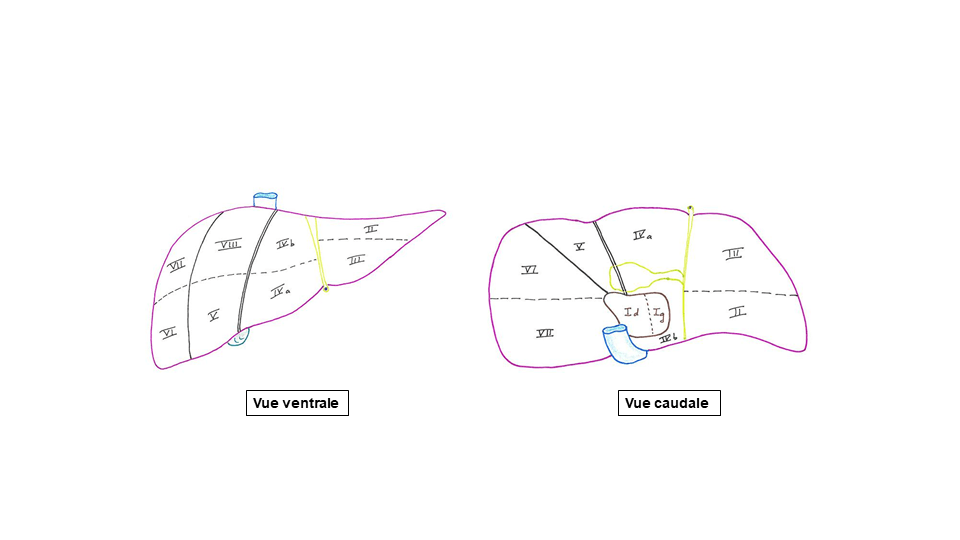 VIII
IVb
II
VII
III
IVa
V
VI
Vue ventrale
IVa
V
III
VI
Id
Ig
II
VII
IVb
Vue caudale